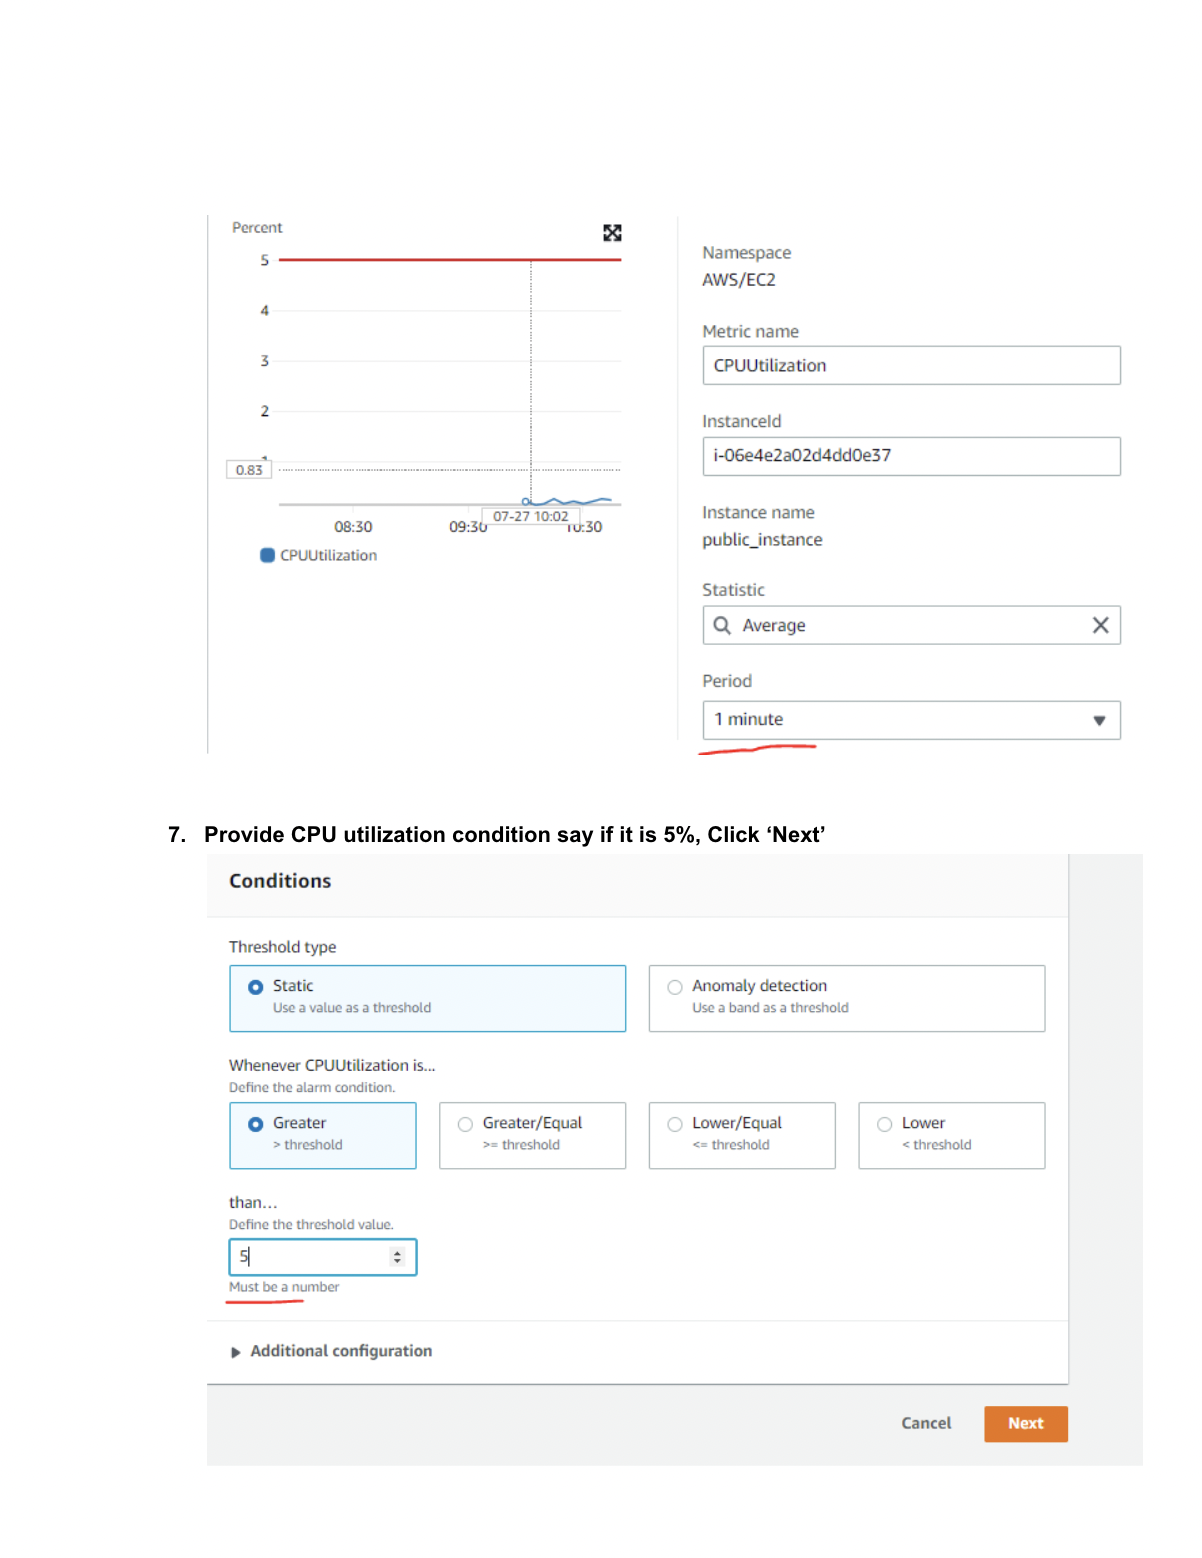 Percent
5
4
3
2
0.83
08:30
09:30
07-27 10:02
10:30
CPUUtilization
Namespace
AWS/EC2
Metric name
CPUUtilization
InstanceId
i-06e4e2a02d4dd0e37
Instance name
public_instance
Statistic
Average
Period
1 minute
7. Provide CPU utilization condition say if it is 5%, Click ‘Next’
Conditions
Threshold type
Static
Use a value as a threshold
Anomaly detection
Use a band as a threshold
Whenever CPUUtilization is...
Define the alarm condition.
Greater
> threshold
Greater/Equal
>= threshold
Lower/Equal
<= threshold
Lower
< threshold
than...
Define the threshold value.
5
Must be a number
Additional configuration
Cancel
Next